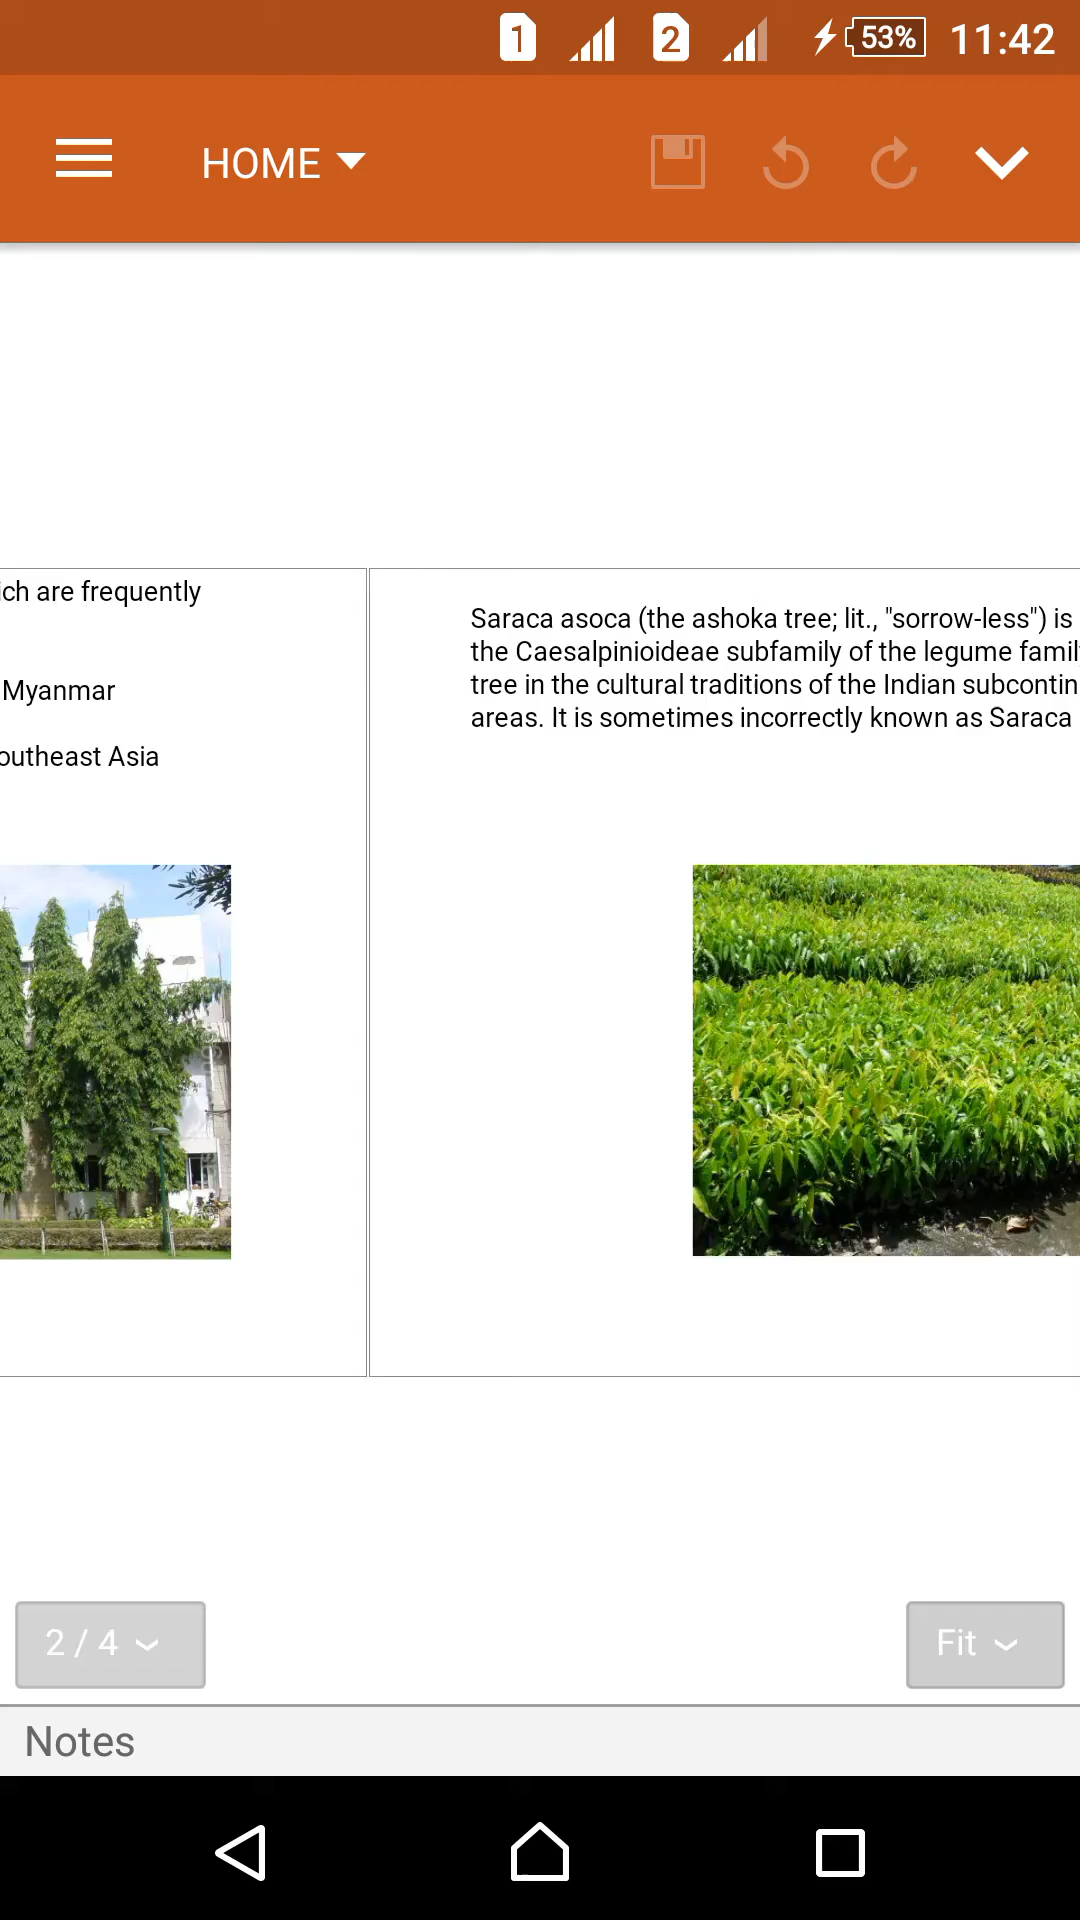 1 2 53% 11:42
HOME
ich are frequently
Myanmar
outheast Asia
Saraca asoca (the ashoka tree; lit., "sorrow-less") is
the Caesalpinioideae subfamily of the legume famil
tree in the cultural traditions of the Indian subcontin
areas. It is sometimes incorrectly known as Saraca
2 / 4
Fit
Notes